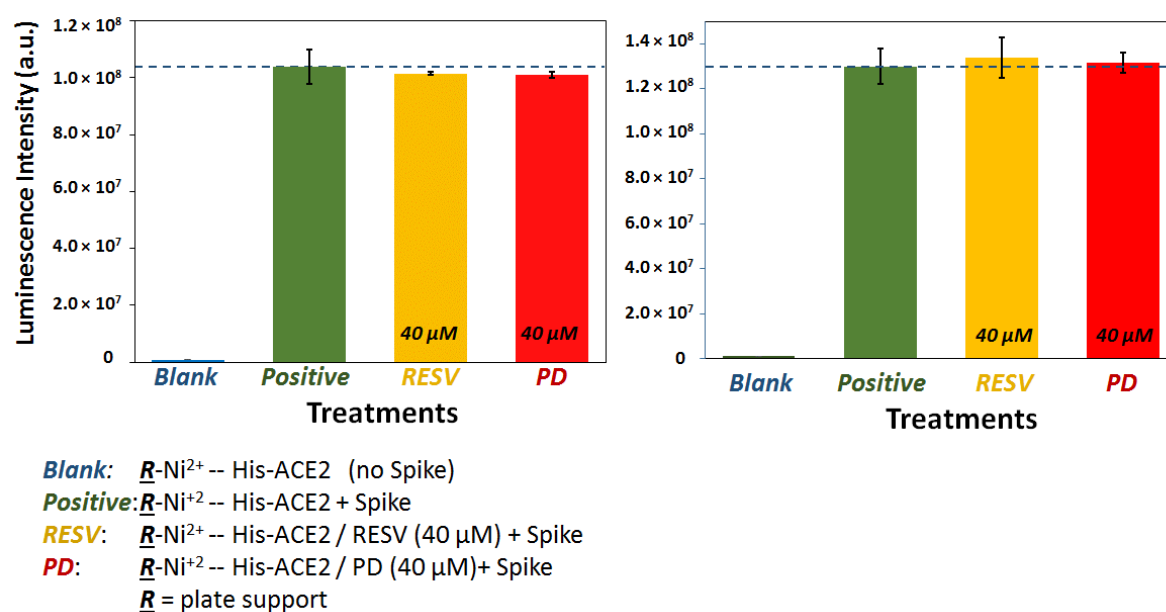 Luminescence Intensity (a.u.)
1.2 × 10⁸
1.0 × 10⁸
8.0 × 10⁷
6.0 × 10⁷
4.0 × 10⁷
2.0 × 10⁷
0
40 µM
40 µM
Blank
Positive
RESV
PD
Treatments
1.4 × 10⁸
1.2 × 10⁸
1.0 × 10⁸
8.0 × 10⁷
6.0 × 10⁷
4.0 × 10⁷
2.0 × 10⁷
0
40 µM
40 µM
Blank
Positive
RESV
PD
Treatments
Blank: R-Ni²⁺ -- His-ACE2 (no Spike)
Positive: R-Ni⁺² -- His-ACE2 + Spike
RESV: R-Ni²⁺ -- His-ACE2 / RESV (40 µM) + Spike
PD: R-Ni⁺² -- His-ACE2 / PD (40 µM)+ Spike
R = plate support